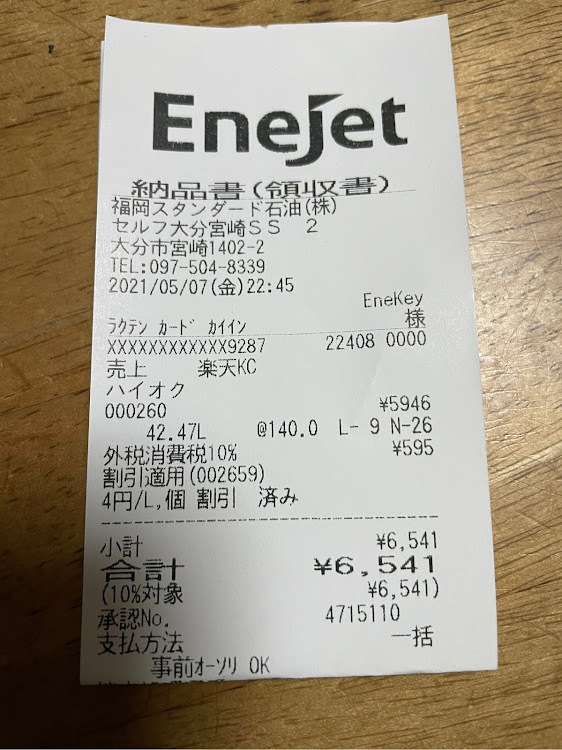 EneJet
納品書(領収書)
福岡スタンダード石油(株)
セルフ大分宮崎SS 2
大分市宮崎1402-2
TEL:097-504-8339
2021/05/07(金)22:45
EneKey
ラクテン カード カイイン 様
XXXXXXXXXXXX9287 22408 0000
売上 楽天KC
ハイオク
000260 ¥5946
42.47L @140.0 L- 9 N-26
外税消費税10% ¥595
割引適用(002659)
4円/L,個 割引 済み
小計 ¥6,541
合計 ¥6,541
(10%対象 ¥6,541)
承認No. 4715110
支払方法 一括
事前オーソリ OK